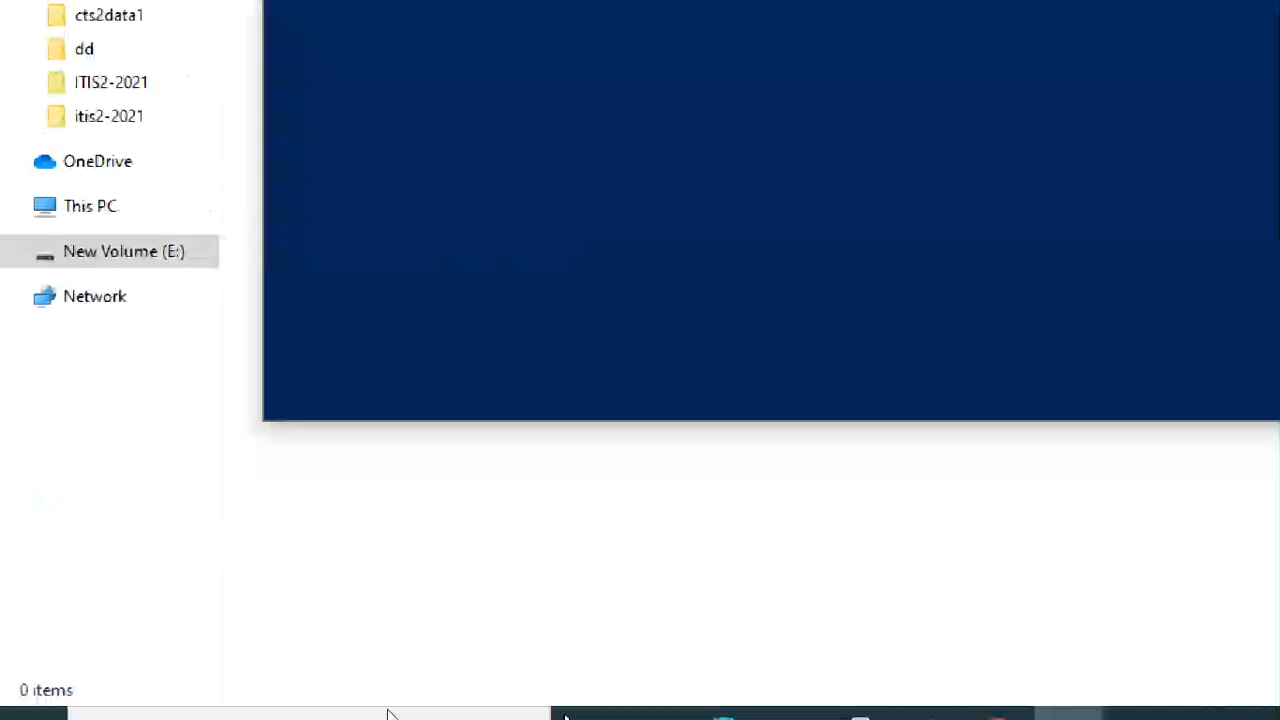 cts2data1
dd
ITIS2-2021
itis2-2021
OneDrive
This PC
New Volume (E:)
Network
0 items